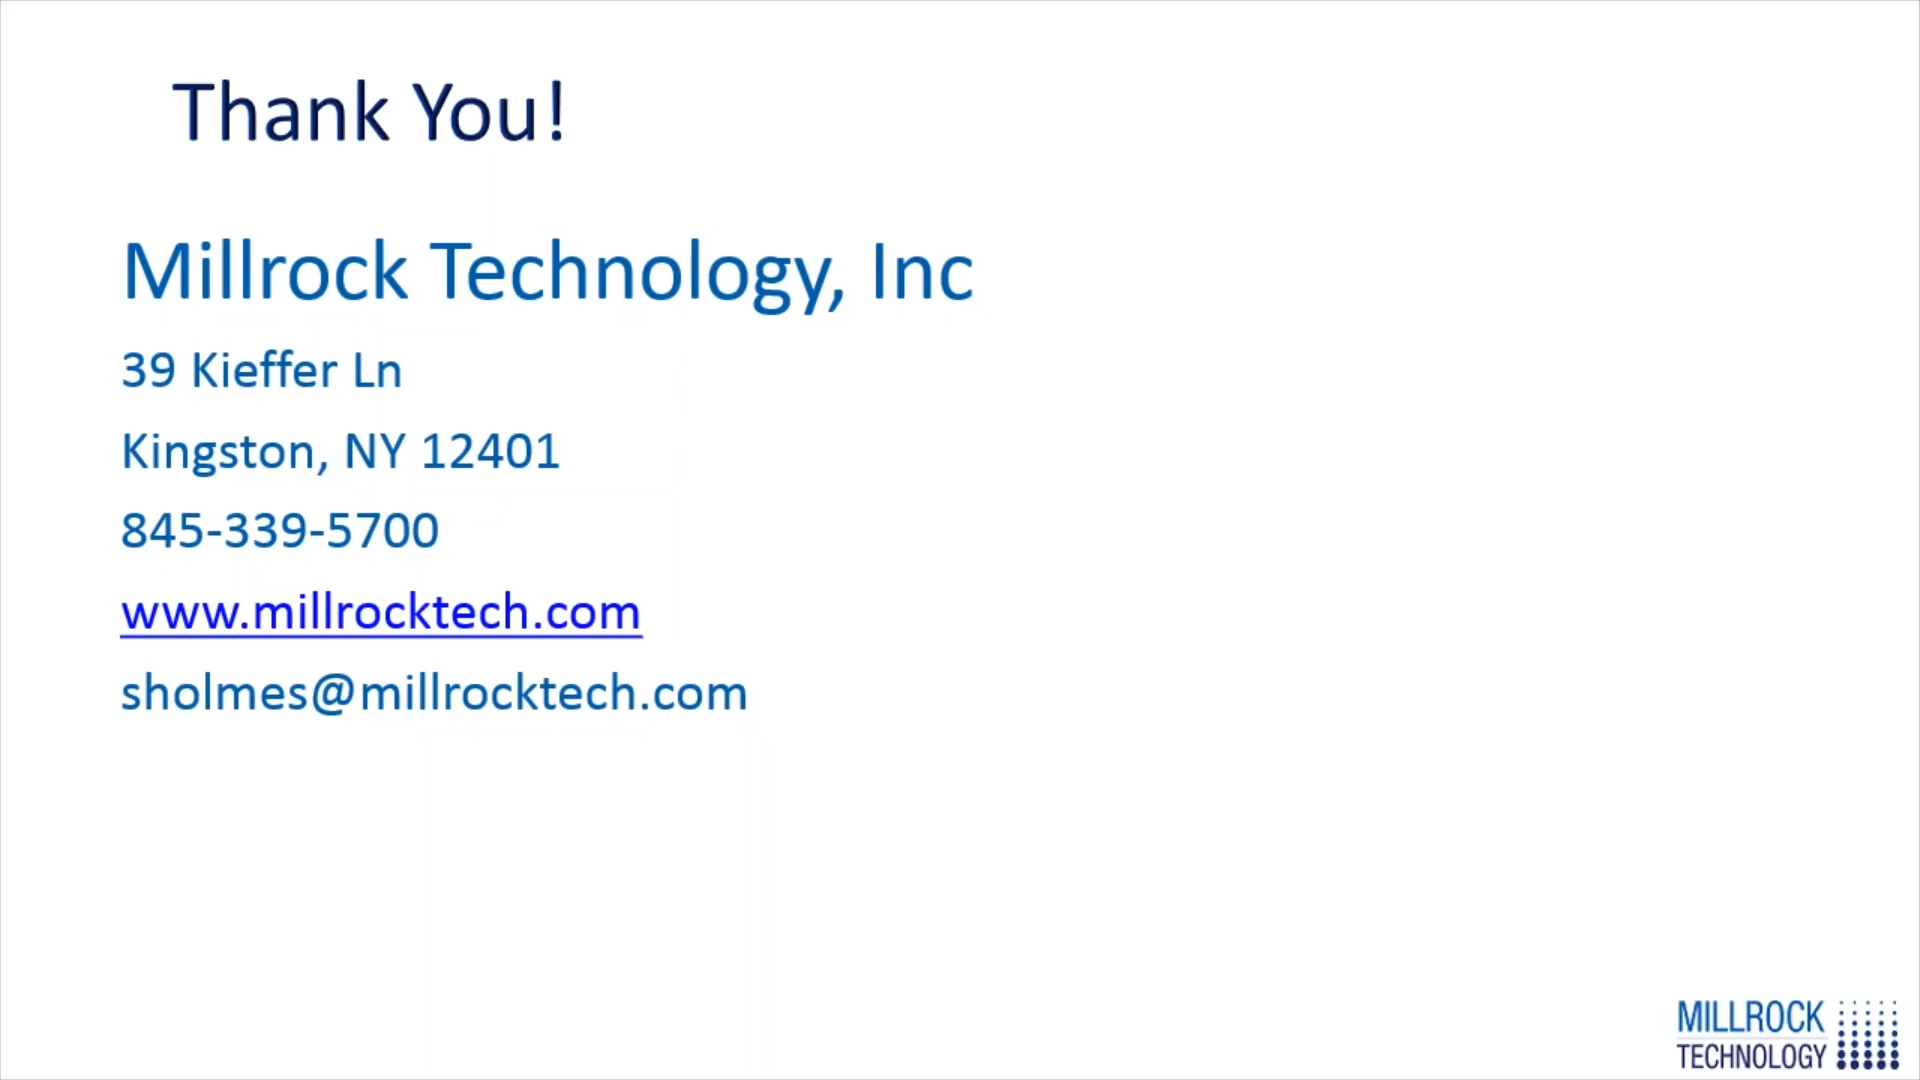 Thank You!
Millrock Technology, Inc
39 Kieffer Ln
Kingston, NY 12401
845-339-5700
www.millrocktech.com
sholmes@millrocktech.com
MILLROCK
TECHNOLOGY